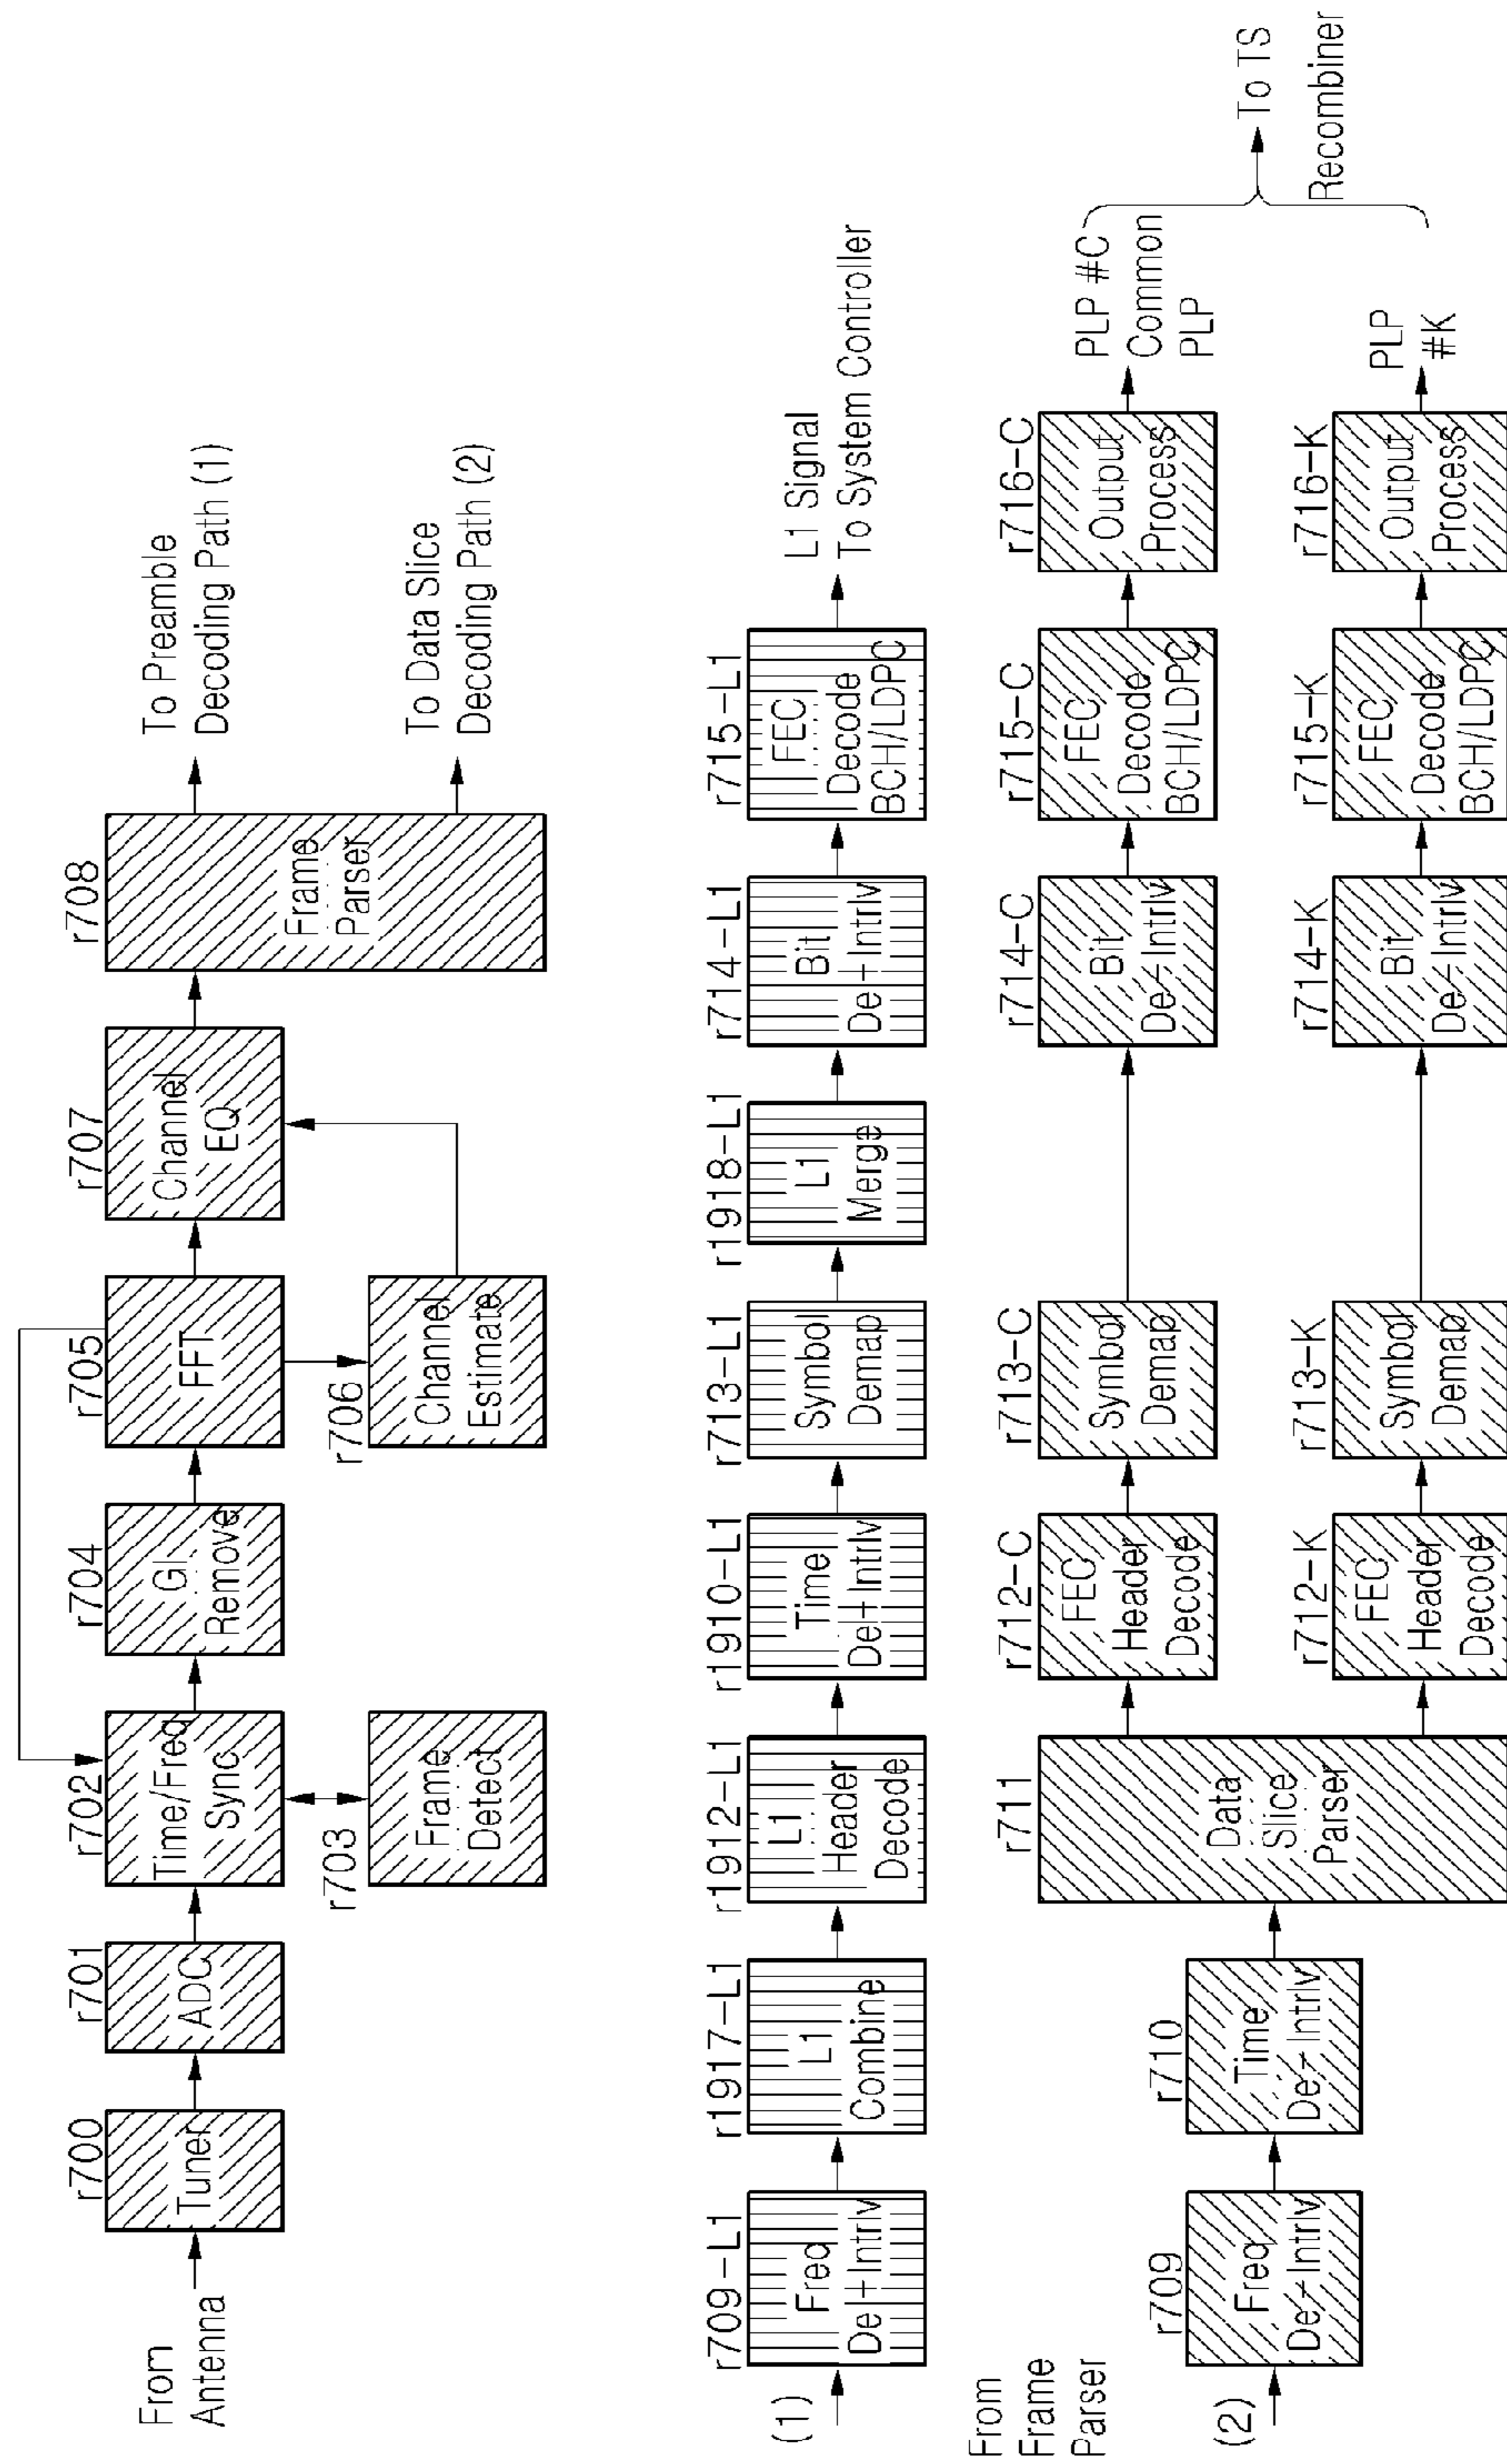 From
Antenna
r700
Tuner
r701
ADC
r702
Time/Freq
Sync
r703
Frame
Detect
r704
GI
Remove
r705
FFT
r706
Channel
Estimate
r707
Channel
EQ
r708
Frame
Parser
To Preamble
Decoding Path (1)
To Data Slice
Decoding Path (2)
(1)
r709-L1
Freq
De-Intrlv
r1917-L1
L1
Combine
r1912-L1
L1
Header
Decode
r1910-L1
Time
De-Intrlv
r713-L1
Symbol
Demap
r1918-L1
L1
Merge
r714-L1
Bit
De-Intrlv
r715-L1
FEC
Decode
BCH/LDPC
L1 Signal
To System Controller
From
Frame
Parser
(2)
r709
Freq
De-Intrlv
r710
Time
De-Intrlv
r711
Data
Slice
Parser
r712-C
FEC
Header
Decode
r713-C
Symbol
Demap
r714-C
Bit
De-Intrlv
r715-C
FEC
Decode
BCH/LDPC
r716-C
Output
Process
PLP #C
Common
PLP
r712-K
FEC
Header
Decode
r713-K
Symbol
Demap
r714-K
Bit
De-Intrlv
r715-K
FEC
Decode
BCH/LDPC
r716-K
Output
Process
PLP
#K
To TS
Recombiner